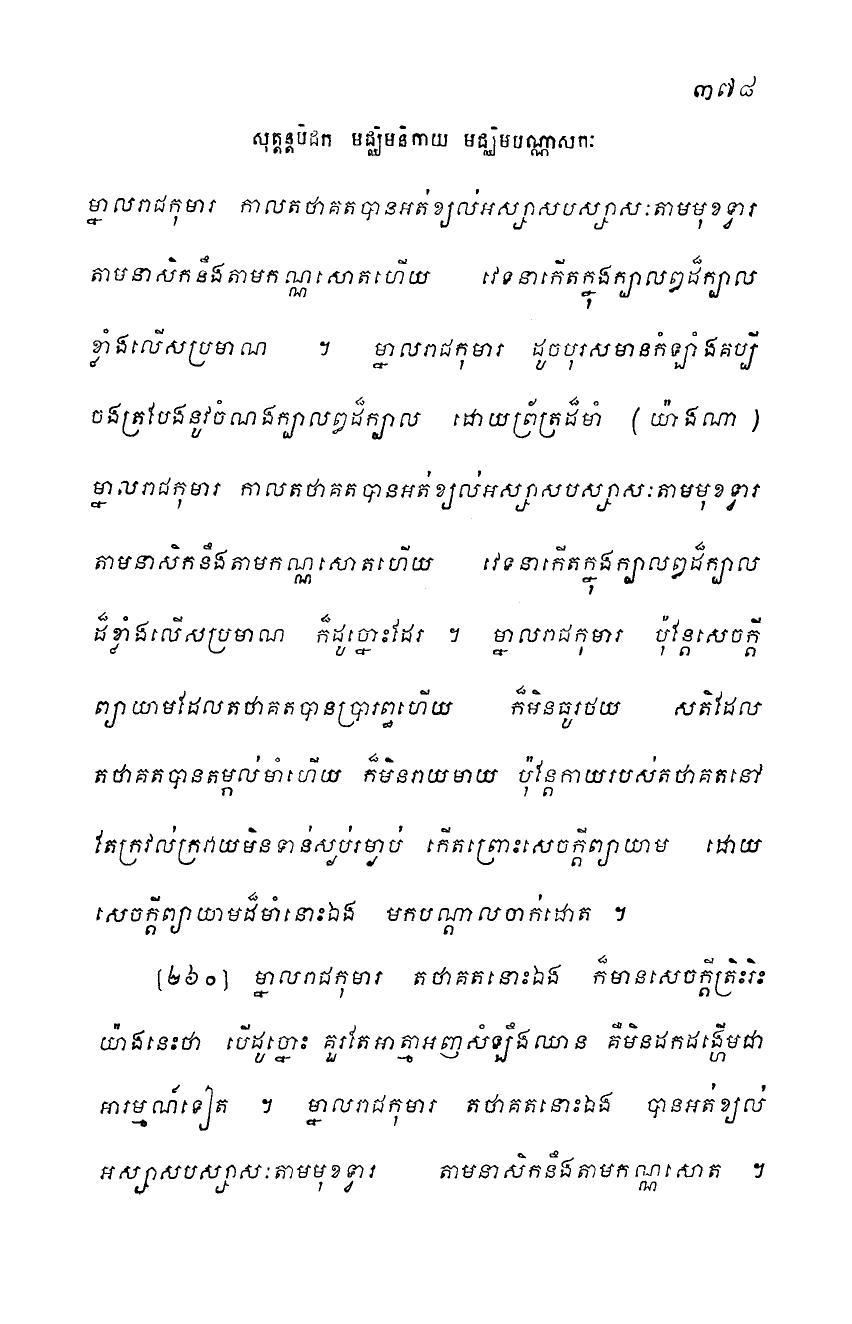 ៣៧៨
សុត្តន្តបិដក មជ្ឈិមនិកាយ មជ្ឈិមបណ្ណាសកៈ
ម្នាលរាជកុមារ កាលតថាគតបានអត់ខ្យល់អស្សាសបស្សាសៈតាមមុខទ្វារ
តាមនាសិកនឹងតាមកណ្ណសោតហើយ វេទនាកើតក្នុងក្បាលឰដ៏ក្បាល
ខ្លាំងលើសប្រមាណ ។ ម្នាលរាជកុមារ ដូចបុរសមានកំឡាំងគប្បី
ចងត្របែងនូវចំណងក្បាលឰដ៏ក្បាល ដោយព្រ័ត្រដ៏មាំ (យ៉ាងណា)
ម្នាលរាជកុមារ កាលតថាគតបានអត់ខ្យល់អស្សាសបស្សាសៈតាមមុខទ្វារ
តាមនាសិកនឹងតាមកណ្ណសោតហើយ វេទនាកើតក្នុងក្បាលឰដ៏ក្បាល
ដ៏ខ្លាំងលើសប្រមាណ ក៏ដូច្នោះដែរ ។ ម្នាលរាជកុមារ ប៉ុន្តែសេចក្តី
ព្យាយាមដែលតថាគតបានប្រារព្ធហើយ ក៏មិនធូរថយ សតិដែល
តថាគតបានតម្កល់មាំហើយ ក៏មិនរាយមាយ ប៉ុន្តែកាយរបស់តថាគតនៅ
តែក្រវល់ក្រវាយមិនទាន់ស្ងប់រម្ងាប់ កើតព្រោះសេចក្តីព្យាយាម ដោយ
សេចក្តីព្យាយាមដ៏មាំនោះឯង មកបណ្តាលចាក់ដោត ។
[២៦០] ម្នាលរាជកុមារ តថាគតនោះឯង ក៏មានសេចក្តីត្រិះរិះ
យ៉ាងនេះថា បើដូច្នោះ គួរតែអាត្មាអញសំឡឹងឈាន គឺមិនដកដង្ហើមជា
អារម្មណ៍ទៀត ។ ម្នាលរាជកុមារ តថាគតនោះឯង បានអត់ខ្យល់
អស្សាសបស្សាសៈតាមមុខទ្វារ តាមនាសិកនឹងតាមកណ្ណសោត ។